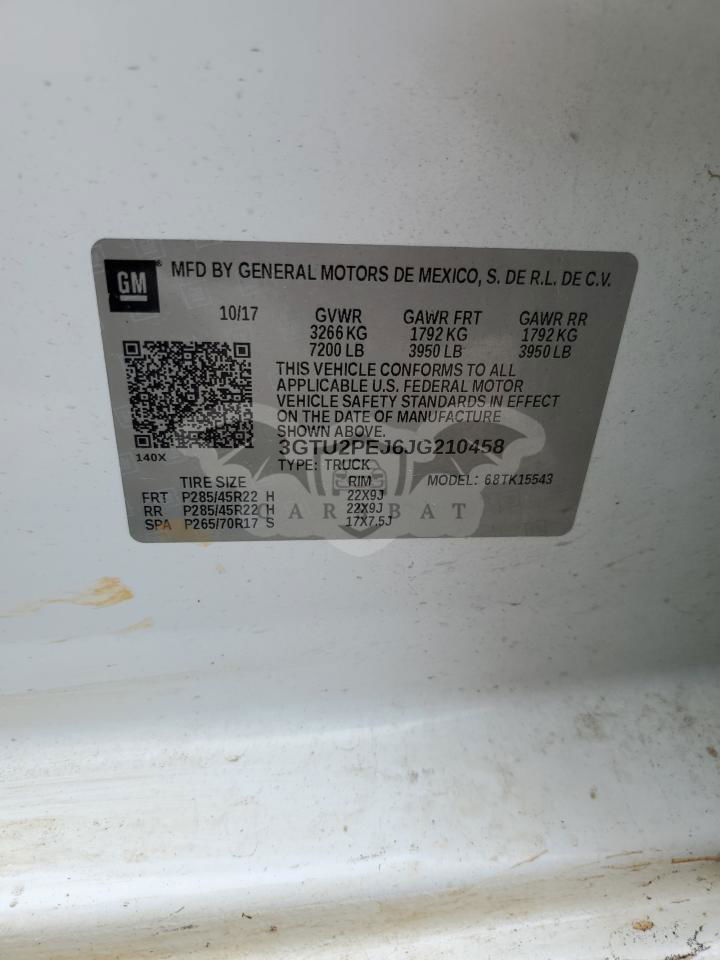 GM
MFD BY GENERAL MOTORS DE MEXICO, S. DE R.L. DE C.V.
10/17 GVWR GAWR FRT GAWR RR
3266 KG 1792 KG 1792 KG
7200 LB 3950 LB 3950 LB
THIS VEHICLE CONFORMS TO ALL
APPLICABLE U.S. FEDERAL MOTOR
VEHICLE SAFETY STANDARDS IN EFFECT
ON THE DATE OF MANUFACTURE
SHOWN ABOVE.
140X
3GTU2PEJ6JG210458
TYPE: TRUCK MODEL: 68TK15543
TIRE SIZE RIM
FRT P285/45R22 H 22X9J
RR P285/45R22 H 22X9J
SPA P265/70R17 S 17X7.5J
CAR BAT